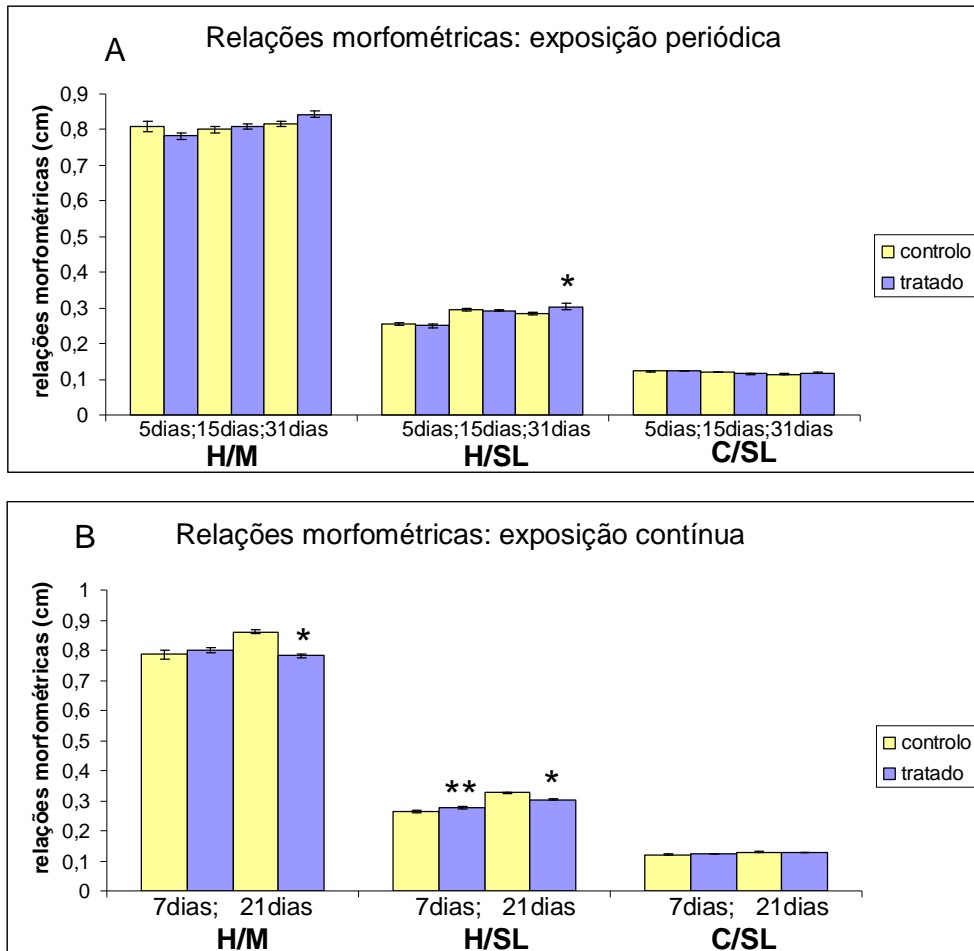 A
Relações morfométricas: exposição periódica
relações morfométricas (cm)
0,9
0,8
0,7
0,6
0,5
0,4
0,3
0,2
0,1
0
*
controlo
tratado
5dias;15dias;31dias 5dias;15dias;31dias 5dias;15dias;31dias
H/M H/SL C/SL
B
Relações morfométricas: exposição contínua
relações morfométricas (cm)
1
0,9
0,8
0,7
0,6
0,5
0,4
0,3
0,2
0,1
0
*
** *
controlo
tratado
7dias; 21dias 7dias; 21dias 7dias; 21dias
H/M H/SL C/SL